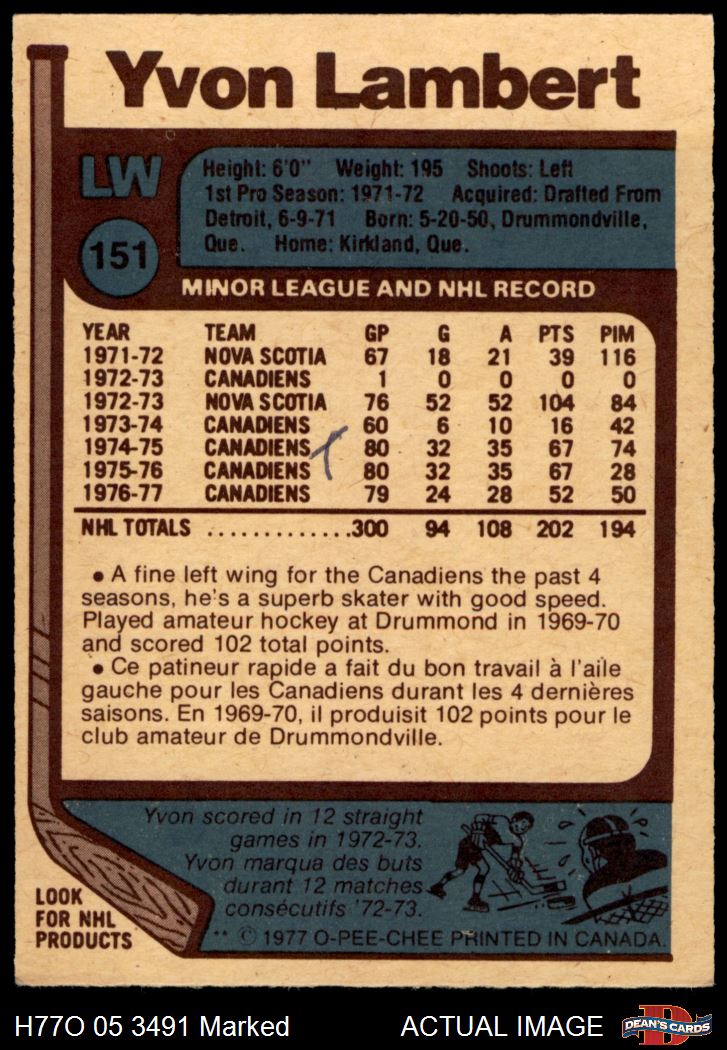 Yvon Lambert
LW
151
Height: 6'0" Weight: 195 Shoots: Left
1st Pro Season: 1971-72 Acquired: Drafted From
Detroit, 6-9-71 Born: 5-20-50, Drummondville,
Que. Home: Kirkland, Que.
MINOR LEAGUE AND NHL RECORD
YEAR TEAM GP G A PTS PIM
1971-72 NOVA SCOTIA 67 18 21 39 116
1972-73 CANADIENS 1 0 0 0 0
1972-73 NOVA SCOTIA 76 52 52 104 84
1973-74 CANADIENS 60 6 10 16 42
1974-75 CANADIENS 80 32 35 67 74
1975-76 CANADIENS 80 32 35 67 28
1976-77 CANADIENS 79 24 28 52 50
NHL TOTALS .............300 94 108 202 194
● A fine left wing for the Canadiens the past 4
seasons, he's a superb skater with good speed.
Played amateur hockey at Drummond in 1969-70
and scored 102 total points.
● Ce patineur rapide a fait du bon travail à l'aile
gauche pour les Canadiens durant les 4 dernières
saisons. En 1969-70, il produisit 102 points pour le
club amateur de Drummondville.
Yvon scored in 12 straight
games in 1972-73.
Yvon marqua des buts
durant 12 matches
consécutifs '72-73.
LOOK
FOR NHL
PRODUCTS
** © 1977 O-PEE-CHEE PRINTED IN CANADA.
H77O 05 3491 Marked ACTUAL IMAGE
D
DEAN'S CARDS